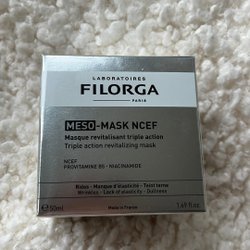 LABORATOIRES
FILORGA
PARIS
MESO-MASK NCEF
Masque revitalisant triple action
Triple action revitalizing mask
NCEF
PROVITAMINE B5 - NIACINAMIDE
Rides - Manque d'élasticité - Teint terne
Wrinkles - Lack of elasticity - Dullness
e 50ml
Made in France
1.69 fl.oz.